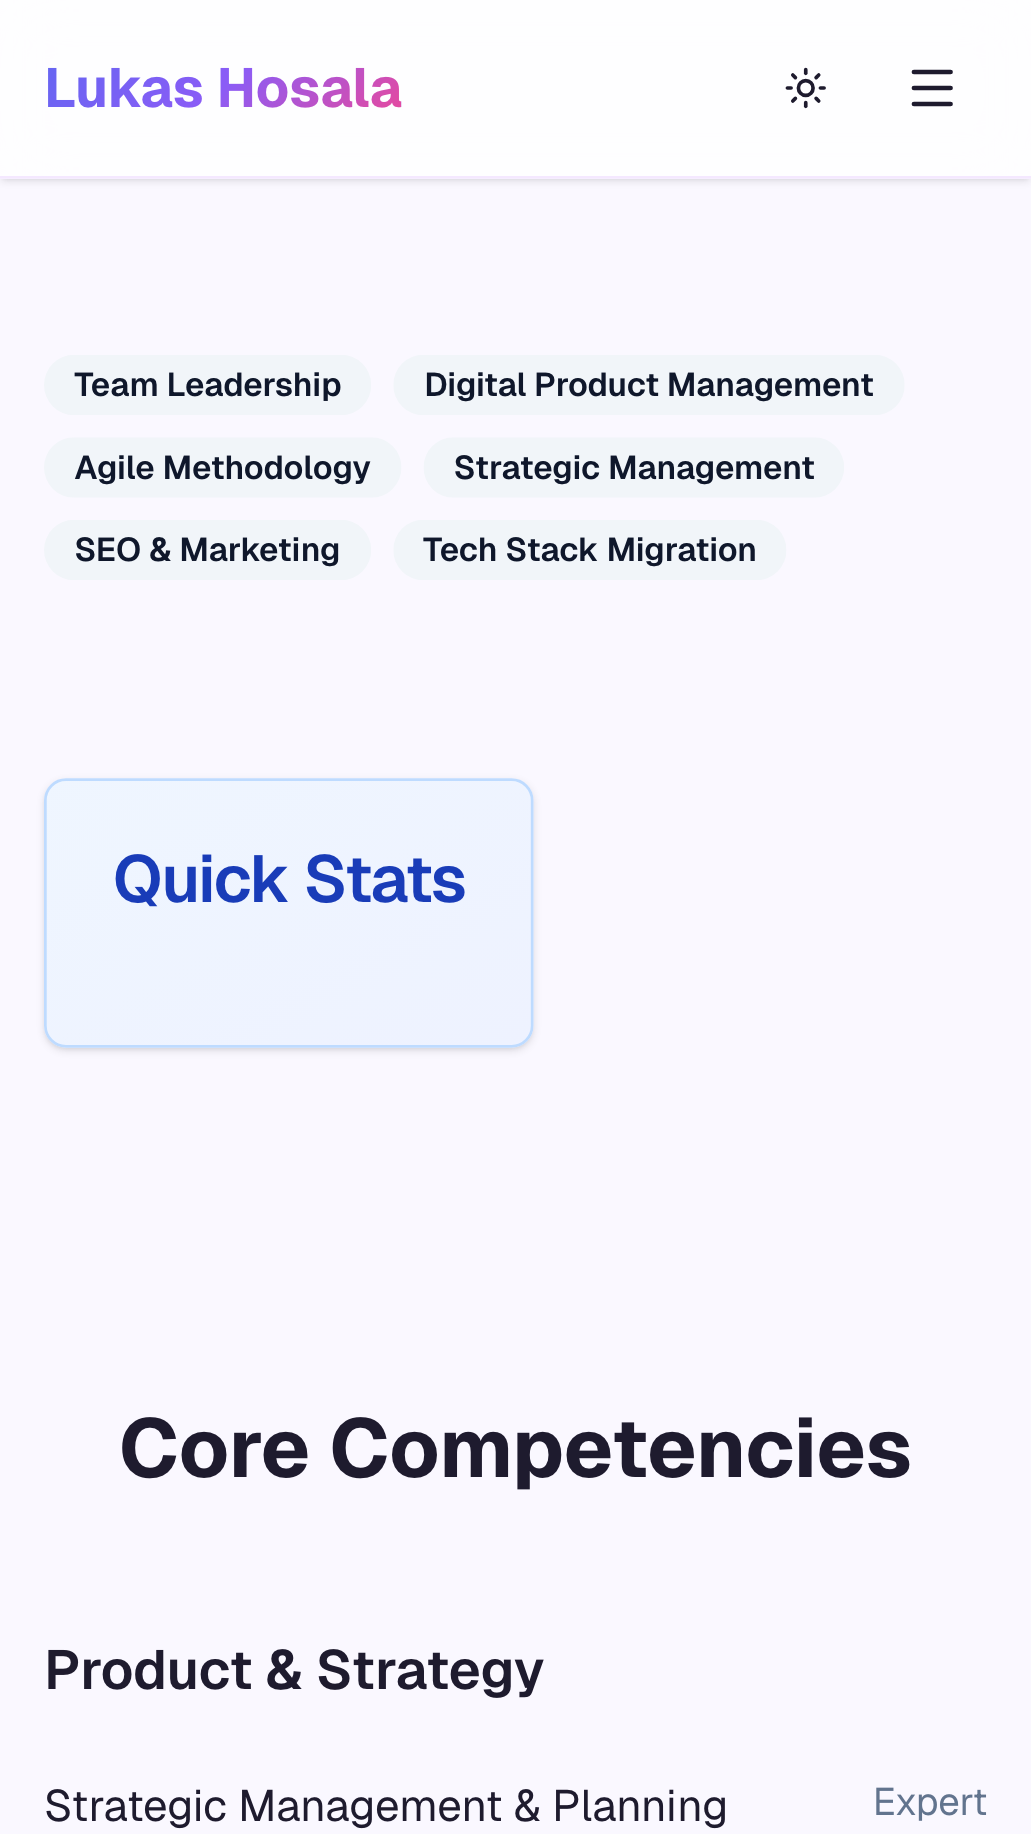 Lukas Hosala
Team Leadership Digital Product Management
Agile Methodology Strategic Management
SEO & Marketing Tech Stack Migration
Quick Stats
Core Competencies
Product & Strategy
Strategic Management & Planning Expert